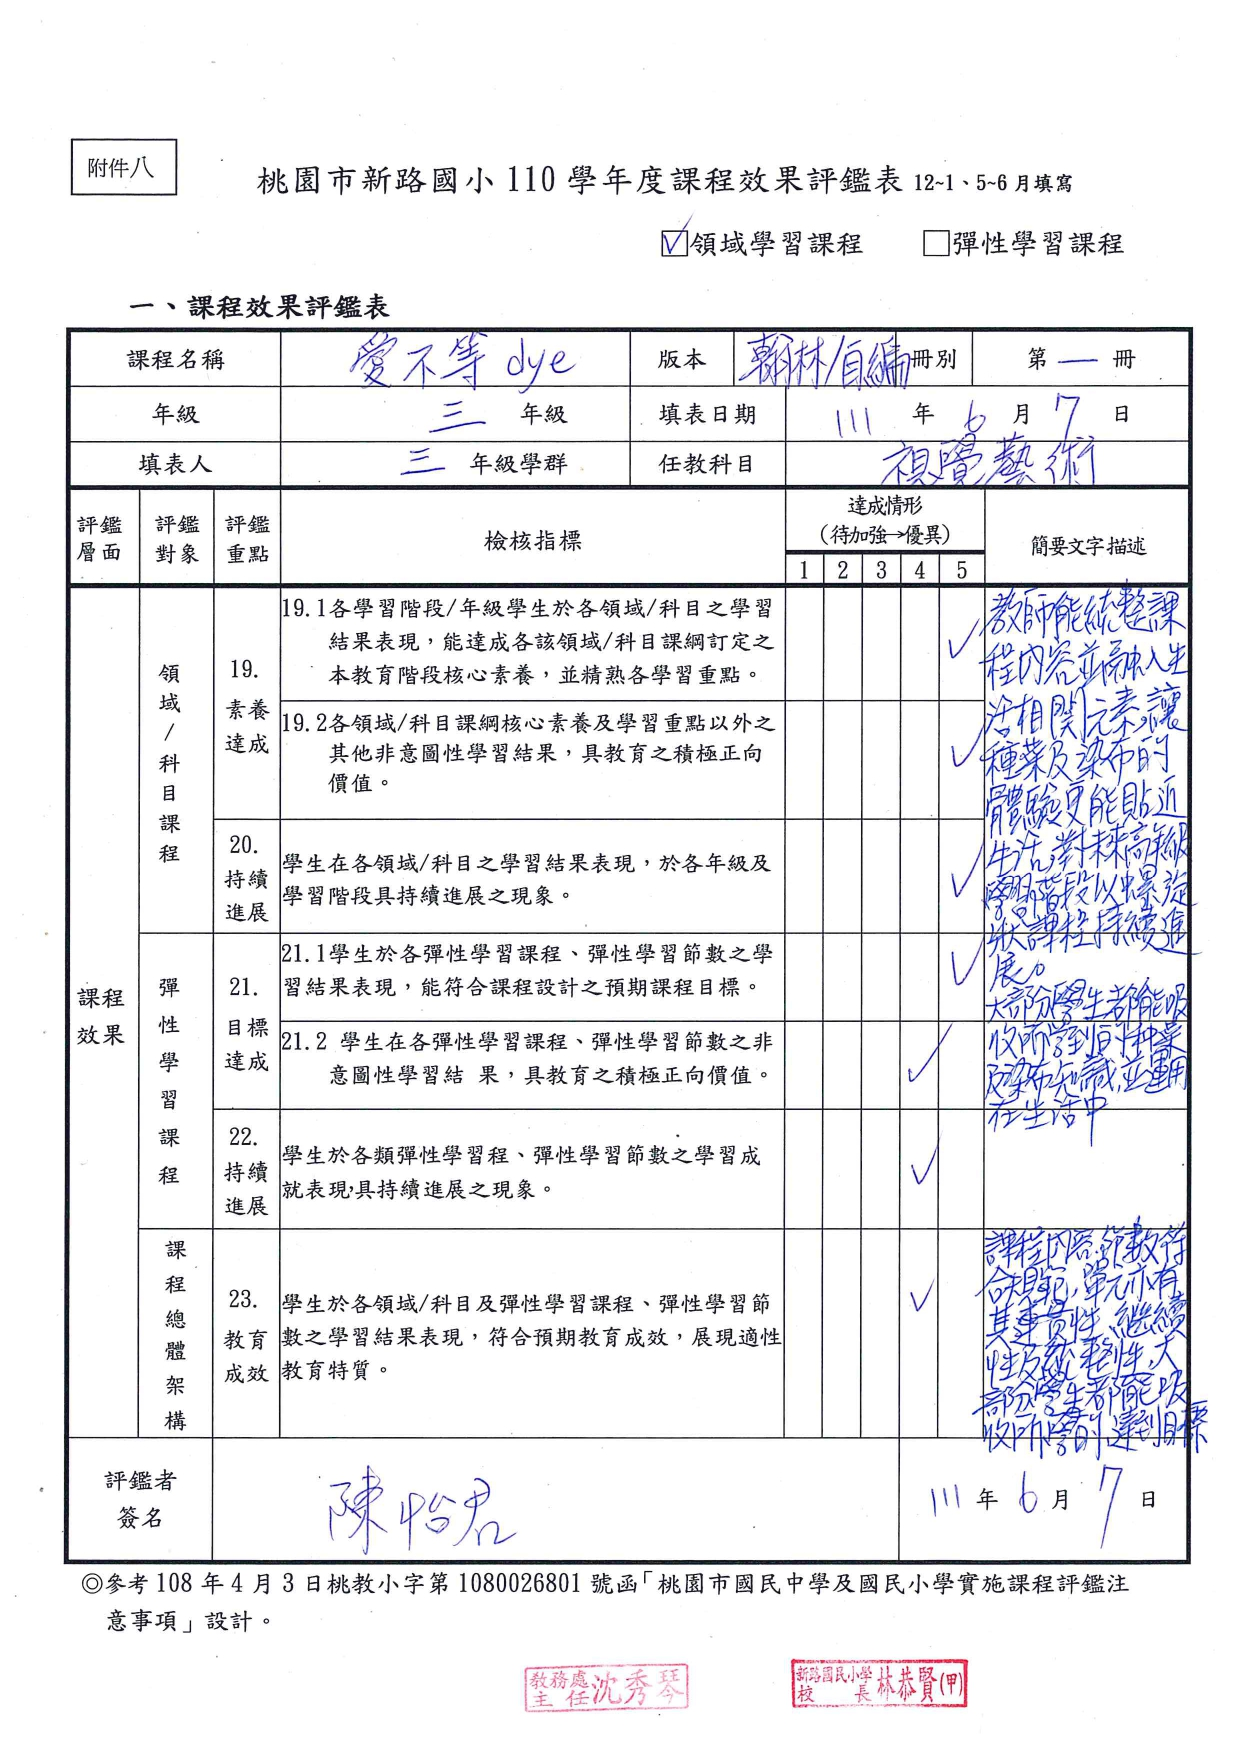 附件八
桃園市新路國小 110 學年度課程效果評鑑表 12~1、5~6 月填寫
☑領域學習課程 □彈性學習課程
一、課程效果評鑑表
課程名稱 愛不等 dye 版本 翰林/自編 冊別 第 一 冊
年級 三 年級 填表日期 111 年 6 月 7 日
填表人 三 年級學群 任教科目 視覺藝術
評鑑
層面
評鑑
對象
評鑑
重點
檢核指標
達成情形
(待加強→優異)
1 2 3 4 5
簡要文字描述
課程
效果
領域/科目課程
19.
素養
達成
19.1各學習階段/年級學生於各領域/科目之學習
結果表現，能達成各該領域/科目課綱訂定之
本教育階段核心素養，並精熟各學習重點。
✓
19.2各領域/科目課綱核心素養及學習重點以外之
其他非意圖性學習結果，具教育之積極正向
價值。
✓
20.
持續
進展
學生在各領域/科目之學習結果表現，於各年級及
學習階段具持續進展之現象。
✓
彈性學習課程
21.
目標
達成
21.1學生於各彈性學習課程、彈性學習節數之學
習結果表現，能符合課程設計之預期課程目標。
✓
21.2 學生在各彈性學習課程、彈性學習節數之非
意圖性學習結 果，具教育之積極正向價值。
✓
22.
持續
進展
學生於各類彈性學習程、彈性學習節數之學習成
就表現,具持續進展之現象。
✓
教師能統整課
程內容並融入生
活相關元素,讓
種菜及染布的
體驗更能貼近
生活,對未來高年級
學習階段以螺旋
狀課程持續進
展。
大部分學生都能吸
收所學到的種菜
及染布知識,並運用
在生活中
課程總體架構
23.
教育
成效
學生於各領域/科目及彈性學習課程、彈性學習節
數之學習結果表現，符合預期教育成效，展現適性
教育特質。
✓
課程內容,節數符
合規範,單元亦有
其連貫性、繼續
性及統整性,大
部分學生都能吸
收所學的,達到目標
評鑑者
簽名
陳怡君
111 年 6 月 7 日
◎參考 108 年 4 月 3 日桃教小字第 1080026801 號函「桃園市國民中學及國民小學實施課程評鑑注
意事項」設計。
教務處
主任 沈秀琴
新路國民小學
校長 林恭賢(甲)